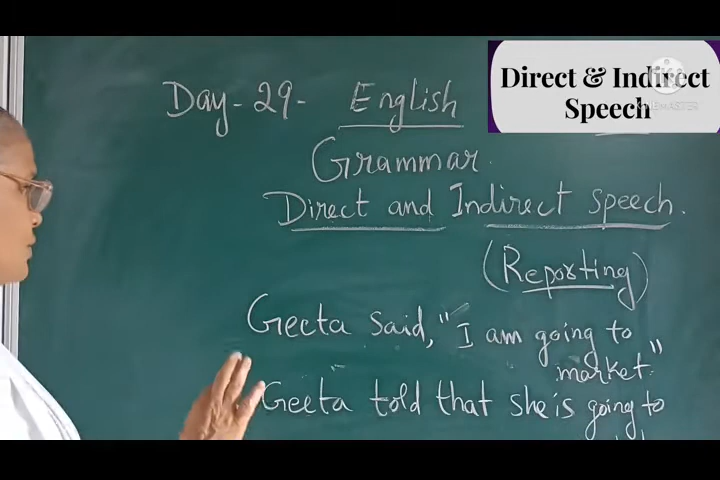 Direct & Indirect
Speech
Day-29- English
Grammar.
Direct and Indirect speech.
(Reporting)
Geeta said, "I am going to
market."
Geeta told that she is going to